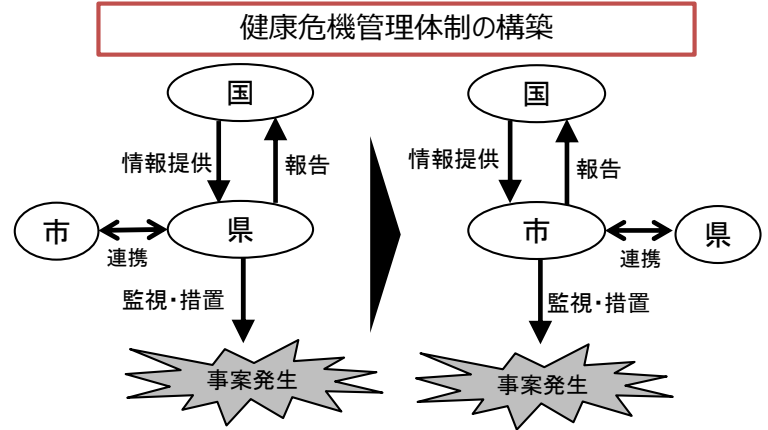 健康危機管理体制の構築
国
情報提供
報告
市
連携
県
監視・措置
事案発生
国
情報提供
報告
市
連携
県
監視・措置
事案発生